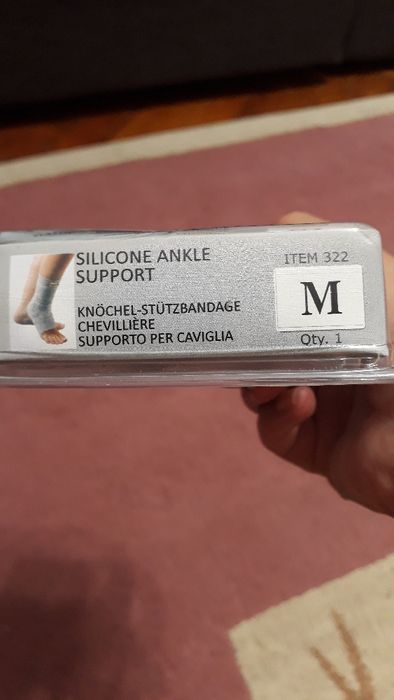 SILICONE ANKLE
SUPPORT
KNÖCHEL-STÜTZBANDAGE
CHEVILLIÈRE
SUPPORTO PER CAVIGLIA
ITEM 322
M
Qty. 1